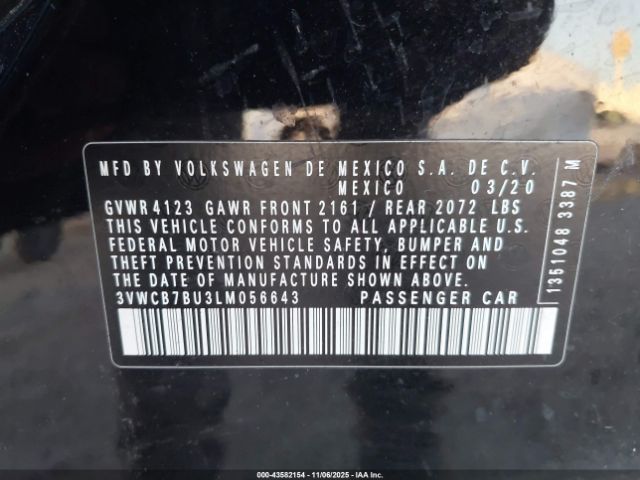 MFD BY VOLKSWAGEN DE MEXICO S.A. DE C.V.
MEXICO 03/20
GVWR 4123 GAWR FRONT 2161 / REAR 2072 LBS
THIS VEHICLE CONFORMS TO ALL APPLICABLE U.S.
FEDERAL MOTOR VEHICLE SAFETY, BUMPER AND
THEFT PREVENTION STANDARDS IN EFFECT ON
THE DATE OF MANUFACTURE SHOWN ABOVE.
3VWCB7BU3LM056643 PASSENGER CAR
1351048 3387 M
000-43582154 - 11/06/2025 - IAAI.com